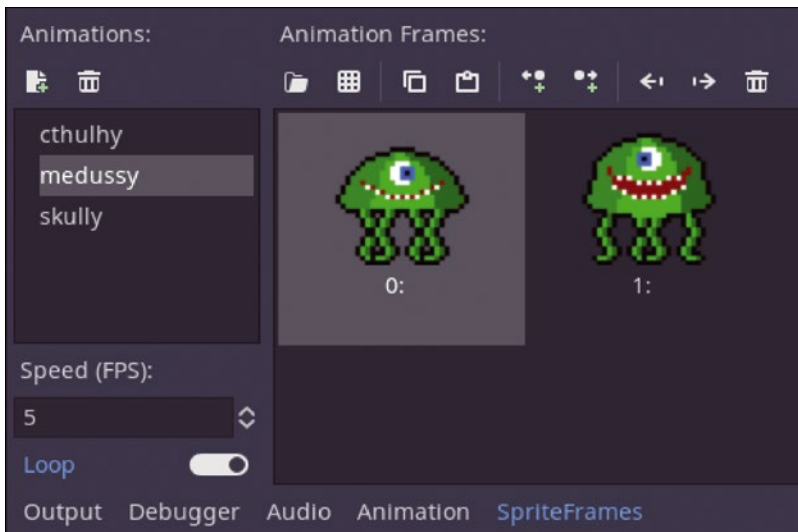 Animations:
Animation Frames:
cthulhy
medussy
skully
0:
1:
Speed (FPS):
5
Loop
Output Debugger Audio Animation SpriteFrames